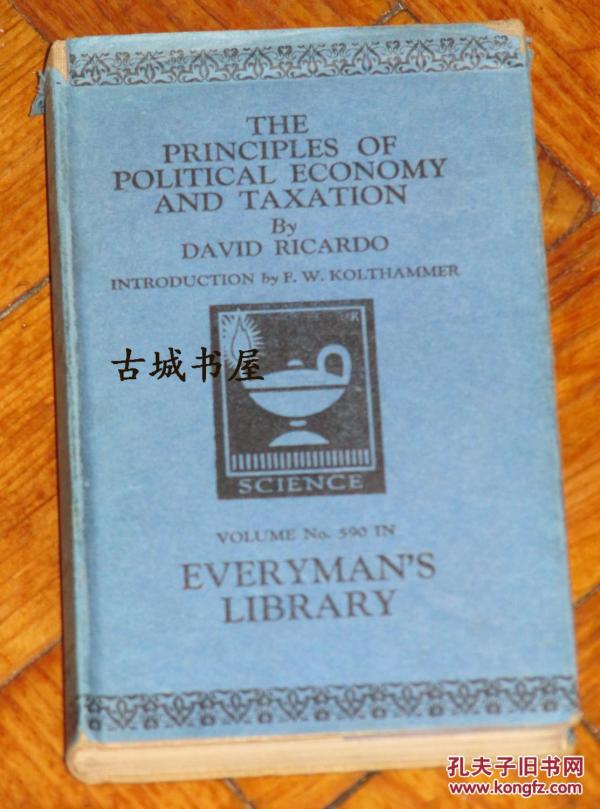 THE
PRINCIPLES OF
POLITICAL ECONOMY
AND TAXATION
By
DAVID RICARDO
INTRODUCTION by F. W. KOLTHAMMER
古城书屋
SCIENCE
VOLUME No. 590 IN
EVERYMAN'S
LIBRARY
孔夫子旧书网
www.kongfz.com